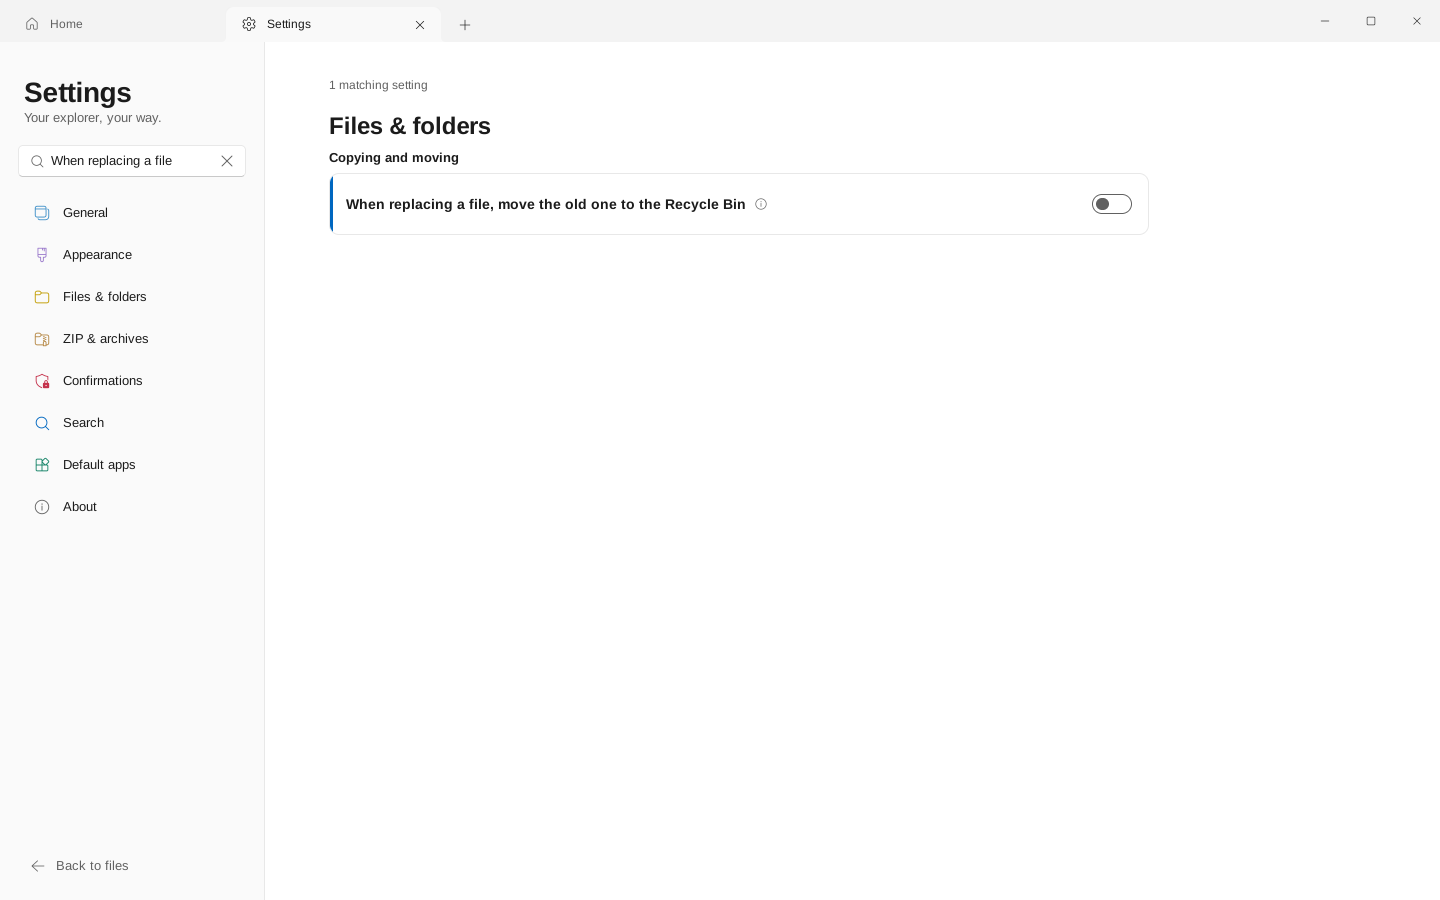 Home
Settings
Settings
Your explorer, your way.
When replacing a file
General
Appearance
Files & folders
ZIP & archives
Confirmations
Search
Default apps
About
Back to files
1 matching setting
Files & folders
Copying and moving
When replacing a file, move the old one to the Recycle Bin